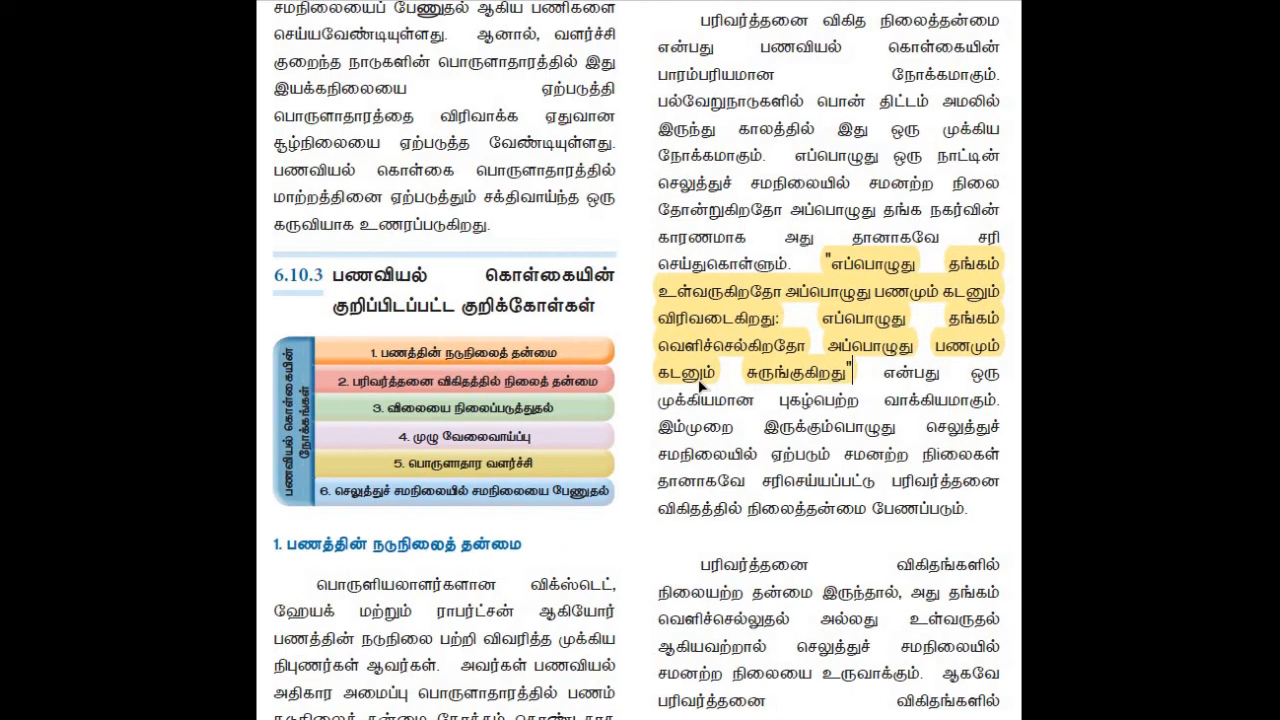 சமநிலையைப் பேணுதல் ஆகிய பணிகளை
செய்யவேண்டியுள்ளது. ஆனால், வளர்ச்சி
குறைந்த நாடுகளின் பொருளாதாரத்தில் இது
இயக்கநிலையை ஏற்படுத்தி
பொருளாதாரத்தை விரிவாக்க ஏதுவான
சூழ்நிலையை ஏற்படுத்த வேண்டியுள்ளது.
பணவியல் கொள்கை பொருளாதாரத்தில்
மாற்றத்தினை ஏற்படுத்தும் சக்திவாய்ந்த ஒரு
கருவியாக உணரப்படுகிறது.
6.10.3 பணவியல் கொள்கையின்
குறிப்பிடப்பட்ட குறிக்கோள்கள்
பணவியல் கொள்கையின்
நோக்கங்கள்
1. பணத்தின் நடுநிலைத் தன்மை
2. பரிவர்த்தனை விகிதத்தில் நிலைத் தன்மை
3. விலையை நிலைப்படுத்துதல்
4. முழு வேலைவாய்ப்பு
5. பொருளாதார வளர்ச்சி
6. செலுத்துச் சமநிலையில் சமநிலையை பேணுதல்
1. பணத்தின் நடுநிலைத் தன்மை
பொருளியலாளர்களான விக்ஸ்டெட்,
ஹேயக் மற்றும் ராபர்ட்சன் ஆகியோர்
பணத்தின் நடுநிலை பற்றி விவரித்த முக்கிய
நிபுணர்கள் ஆவர்கள். அவர்கள் பணவியல்
அதிகார அமைப்பு பொருளாதாரத்தில் பணம்
பரிவர்த்தனை விகித நிலைத்தன்மை
என்பது பணவியல் கொள்கையின்
பாரம்பரியமான நோக்கமாகும்.
பல்வேறுநாடுகளில் பொன் திட்டம் அமலில்
இருந்து காலத்தில் இது ஒரு முக்கிய
நோக்கமாகும். எப்பொழுது ஒரு நாட்டின்
செலுத்துச் சமநிலையில் சமனற்ற நிலை
தோன்றுகிறதோ அப்பொழுது தங்க நகர்வின்
காரணமாக அது தானாகவே சரி
செய்துகொள்ளும். "எப்பொழுது தங்கம்
உள்வருகிறதோ அப்பொழுது பணமும் கடனும்
விரிவடைகிறது: எப்பொழுது தங்கம்
வெளிச்செல்கிறதோ அப்பொழுது பணமும்
கடனும் சுருங்குகிறது" என்பது ஒரு
முக்கியமான புகழ்பெற்ற வாக்கியமாகும்.
இம்முறை இருக்கும்பொழுது செலுத்துச்
சமநிலையில் ஏற்படும் சமனற்ற நிலைகள்
தானாகவே சரிசெய்யப்பட்டு பரிவர்த்தனை
விகிதத்தில் நிலைத்தன்மை பேணப்படும்.
பரிவர்த்தனை விகிதங்களில்
நிலையற்ற தன்மை இருந்தால், அது தங்கம்
வெளிச்செல்லுதல் அல்லது உள்வருதல்
ஆகியவற்றால் செலுத்துச் சமநிலையில்
சமனற்ற நிலையை உருவாக்கும். ஆகவே
பரிவர்த்தனை விகிதங்களில்